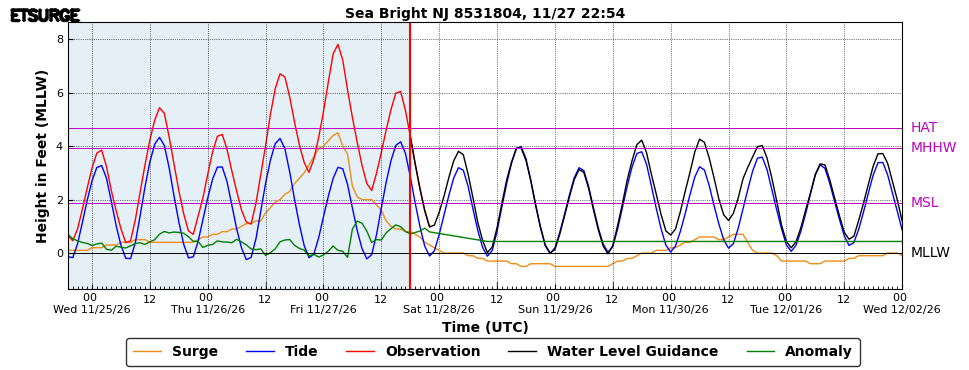 ETSURGE
Sea Bright NJ 8531804, 11/27 22:54
Height in Feet (MLLW)
8
6
4
2
0
HAT
MHHW
MSL
MLLW
00 12 00 12 00 12 00 12 00 12 00 12 00 12 00
Wed 11/25/26 Thu 11/26/26 Fri 11/27/26 Sat 11/28/26 Sun 11/29/26 Mon 11/30/26 Tue 12/01/26 Wed 12/02/26
Time (UTC)
Surge Tide Observation Water Level Guidance Anomaly